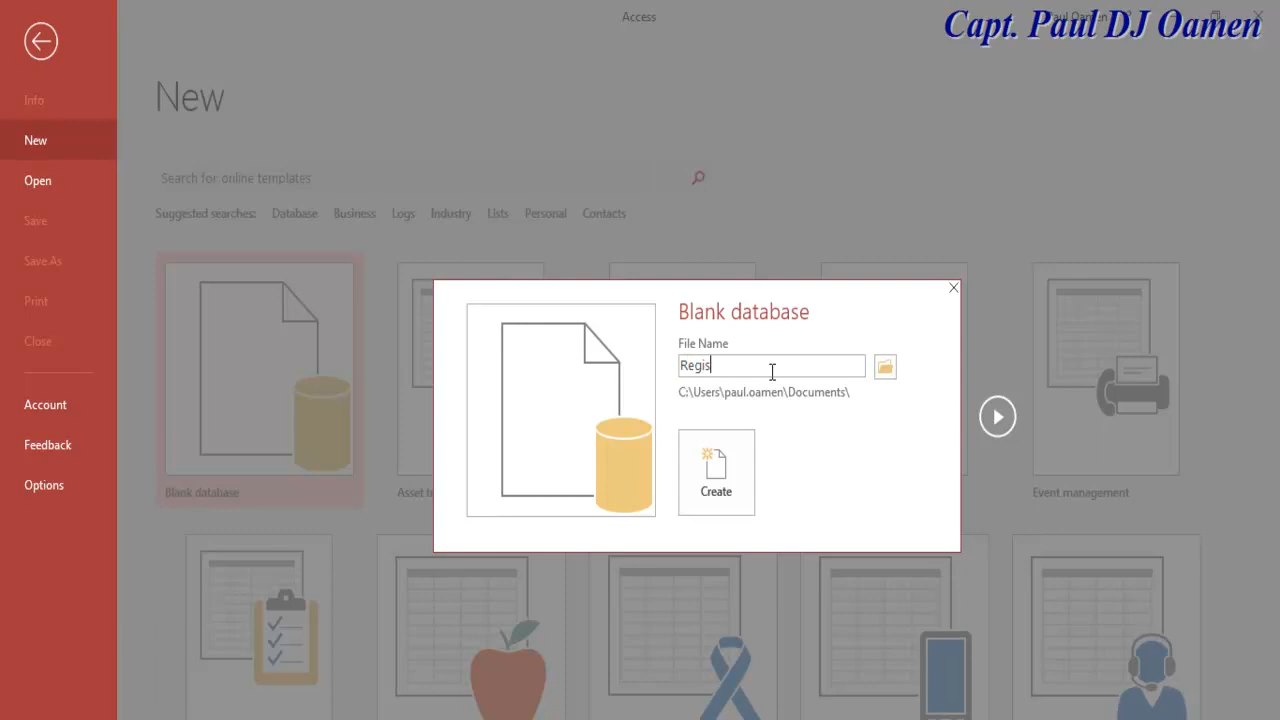 Access
Paul Oamen
Capt. Paul DJ Oamen
Info
New
Open
Save
Save As
Print
Close
Account
Feedback
Options
New
Search for online templates
Suggested searches: Database Business Logs Industry Lists Personal Contacts
Blank database
Event management
Blank database
File Name
Regis
C:\Users\paul.oamen\Documents\
Create